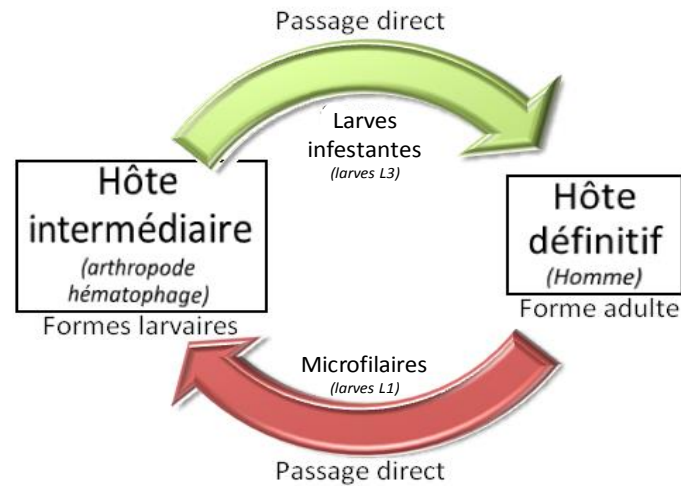 Passage direct
Larves
infestantes
(larves L3)
Hôte
intermédiaire
(arthropode
hématophage)
Formes larvaires
Hôte
définitif
(Homme)
Forme adulte
Microfilaires
(larves L1)
Passage direct